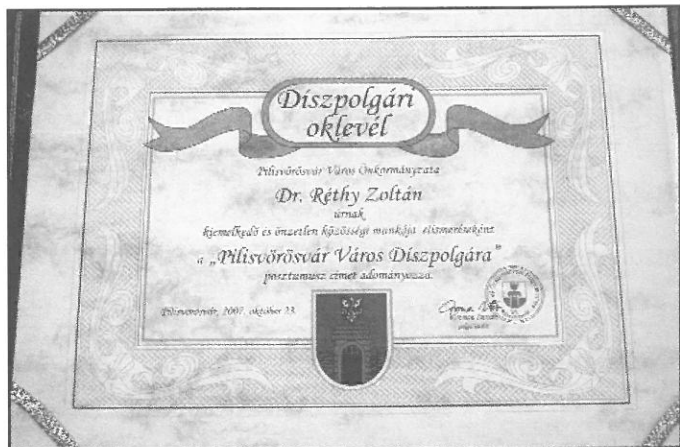 Díszpolgári
oklevél
Pilisvörösvár Város Önkormányzata
Dr. Réthy Zoltán
úrnak
kiemelkedő és önzetlen közösségi munkája elismeréseként
a „Pilisvörösvár Város Díszpolgára”
posztumusz címet adományozza.
Pilisvörösvár, 2007. október 23.
polgármester